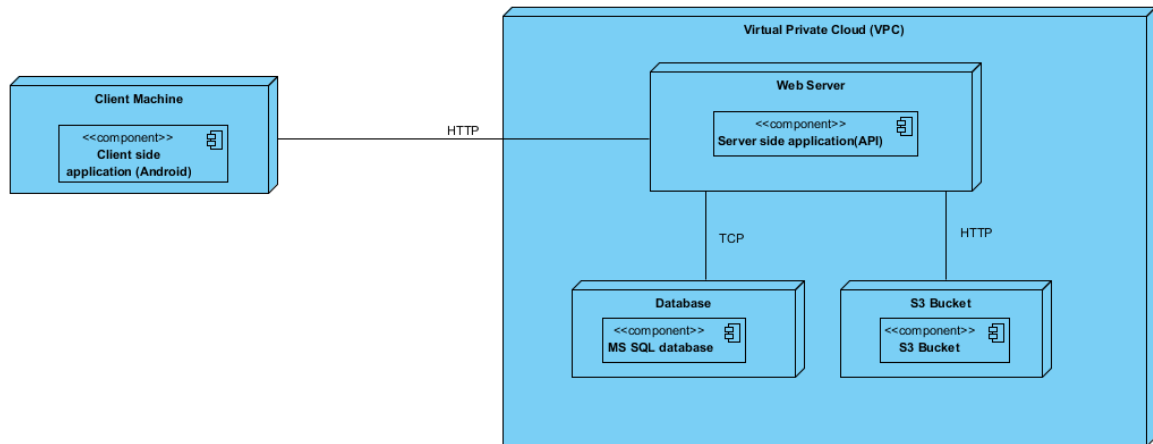 Virtual Private Cloud (VPC)
Client Machine
<<component>>
Client side
application (Android)
HTTP
Web Server
<<component>>
Server side application(API)
TCP
HTTP
Database
<<component>>
MS SQL database
S3 Bucket
<<component>>
S3 Bucket